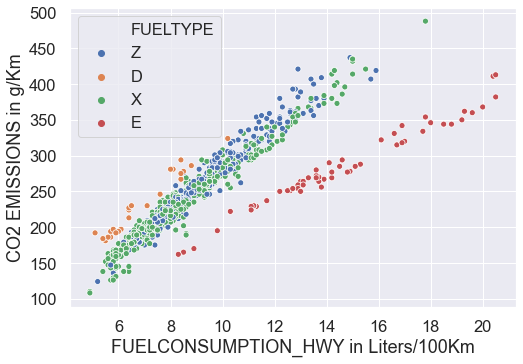 FUELTYPE
Z
D
X
E
500
450
400
350
300
250
200
150
100
CO2 EMISSIONS in g/Km
6 8 10 12 14 16 18 20
FUELCONSUMPTION_HWY in Liters/100Km